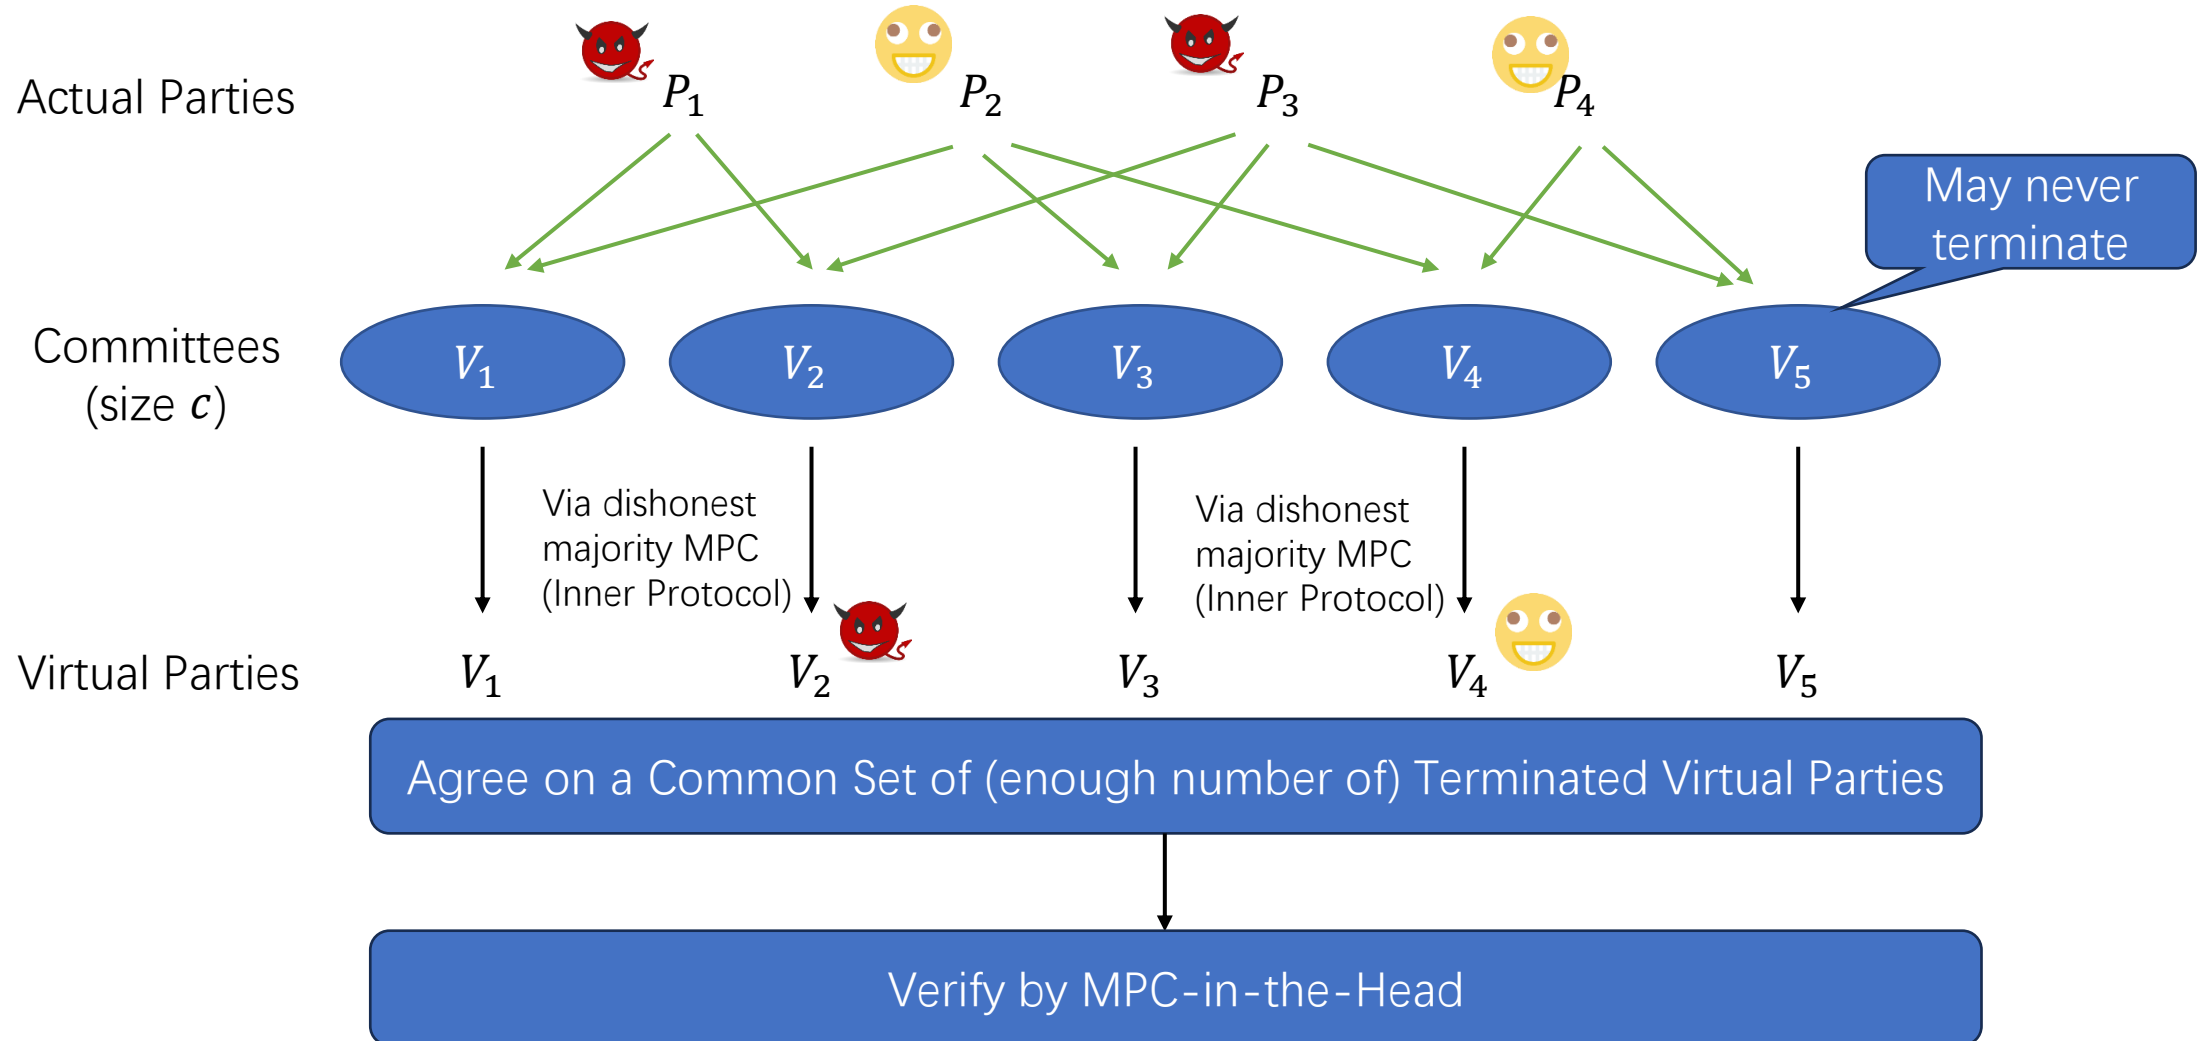 Actual Parties
P₁ P₂ P₃ P₄
May never
terminate
Committees
(size c)
V₁ V₂ V₃ V₄ V₅
Via dishonest
majority MPC
(Inner Protocol)
Via dishonest
majority MPC
(Inner Protocol)
Virtual Parties
V₁ V₂ V₃ V₄ V₅
Agree on a Common Set of (enough number of) Terminated Virtual Parties
Verify by MPC-in-the-Head